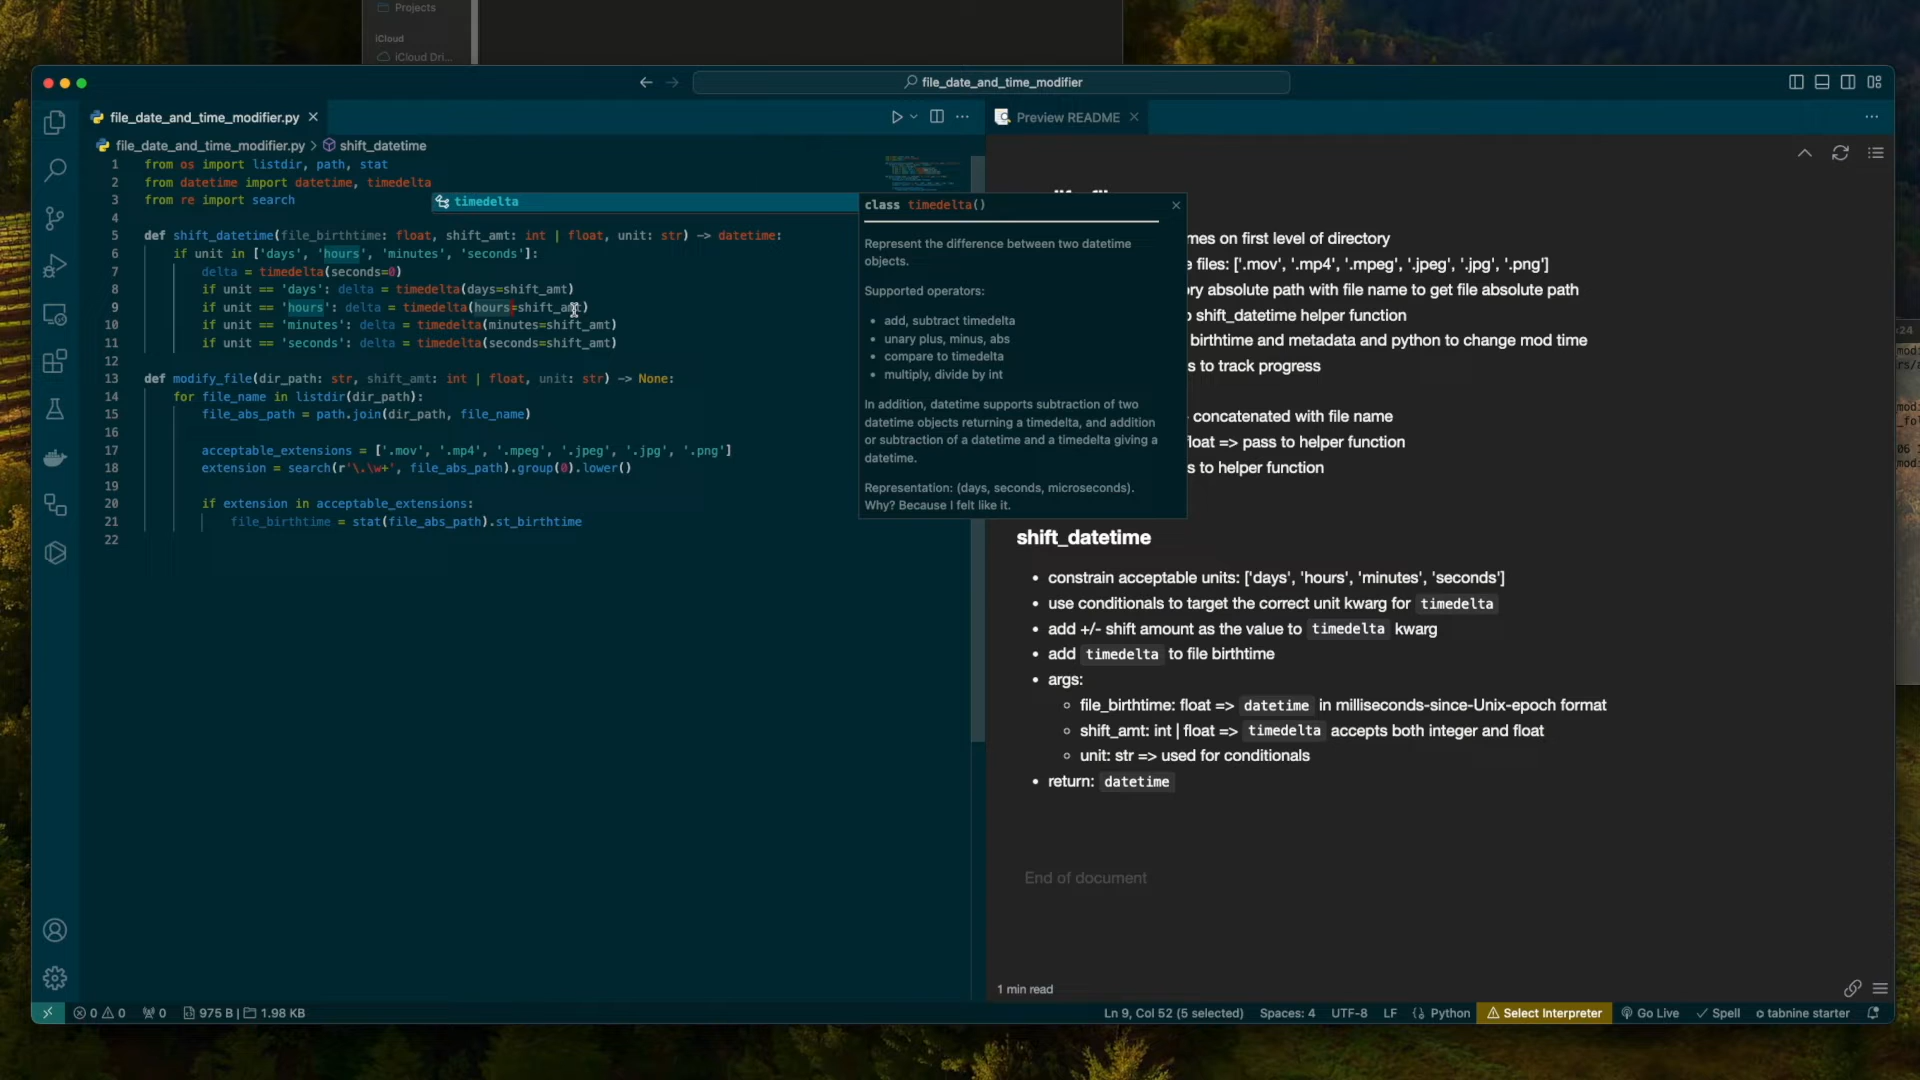 Projects
iCloud
iCloud Dri...
file_date_and_time_modifier
file_date_and_time_modifier.py
Preview README
file_date_and_time_modifier.py > shift_datetime
1 from os import listdir, path, stat
2 from datetime import datetime, timedelta
3 from re import search
4
5 def shift_datetime(file_birthtime: float, shift_amt: int | float, unit: str) -> datetime:
6 if unit in ['days', 'hours', 'minutes', 'seconds']:
7 delta = timedelta(seconds=0)
8 if unit == 'days': delta = timedelta(days=shift_amt)
9 if unit == 'hours': delta = timedelta(hours=shift_amt)
10 if unit == 'minutes': delta = timedelta(minutes=shift_amt)
11 if unit == 'seconds': delta = timedelta(seconds=shift_amt)
12
13 def modify_file(dir_path: str, shift_amt: int | float, unit: str) -> None:
14 for file_name in listdir(dir_path):
15 file_abs_path = path.join(dir_path, file_name)
16
17 acceptable_extensions = ['.mov', '.mp4', '.mpeg', '.jpeg', '.jpg', '.png']
18 extension = search(r'\.\w+', file_abs_path).group(0).lower()
19
20 if extension in acceptable_extensions:
21 file_birthtime = stat(file_abs_path).st_birthtime
22
timedelta
class timedelta()
Represent the difference between two datetime
objects.
Supported operators:
• add, subtract timedelta
• unary plus, minus, abs
• compare to timedelta
• multiply, divide by int
In addition, datetime supports subtraction of two
datetime objects returning a timedelta, and addition
or subtraction of a datetime and a timedelta giving a
datetime.
Representation: (days, seconds, microseconds).
Why? Because I felt like it.
mes on first level of directory
e files: ['.mov', '.mp4', '.mpeg', '.jpeg', '.jpg', '.png']
ry absolute path with file name to get file absolute path
shift_datetime helper function
birthtime and metadata and python to change mod time
s to track progress
concatenated with file name
float => pass to helper function
s to helper function
shift_datetime
• constrain acceptable units: ['days', 'hours', 'minutes', 'seconds']
• use conditionals to target the correct unit kwarg for timedelta
• add +/- shift amount as the value to timedelta kwarg
• add timedelta to file birthtime
• args:
◦ file_birthtime: float => datetime in milliseconds-since-Unix-epoch format
◦ shift_amt: int | float => timedelta accepts both integer and float
◦ unit: str => used for conditionals
• return: datetime
End of document
1 min read
0 0 0 975 B | 1.98 KB
Ln 9, Col 52 (5 selected) Spaces: 4 UTF-8 LF Python Select Interpreter Go Live Spell tabnine starter